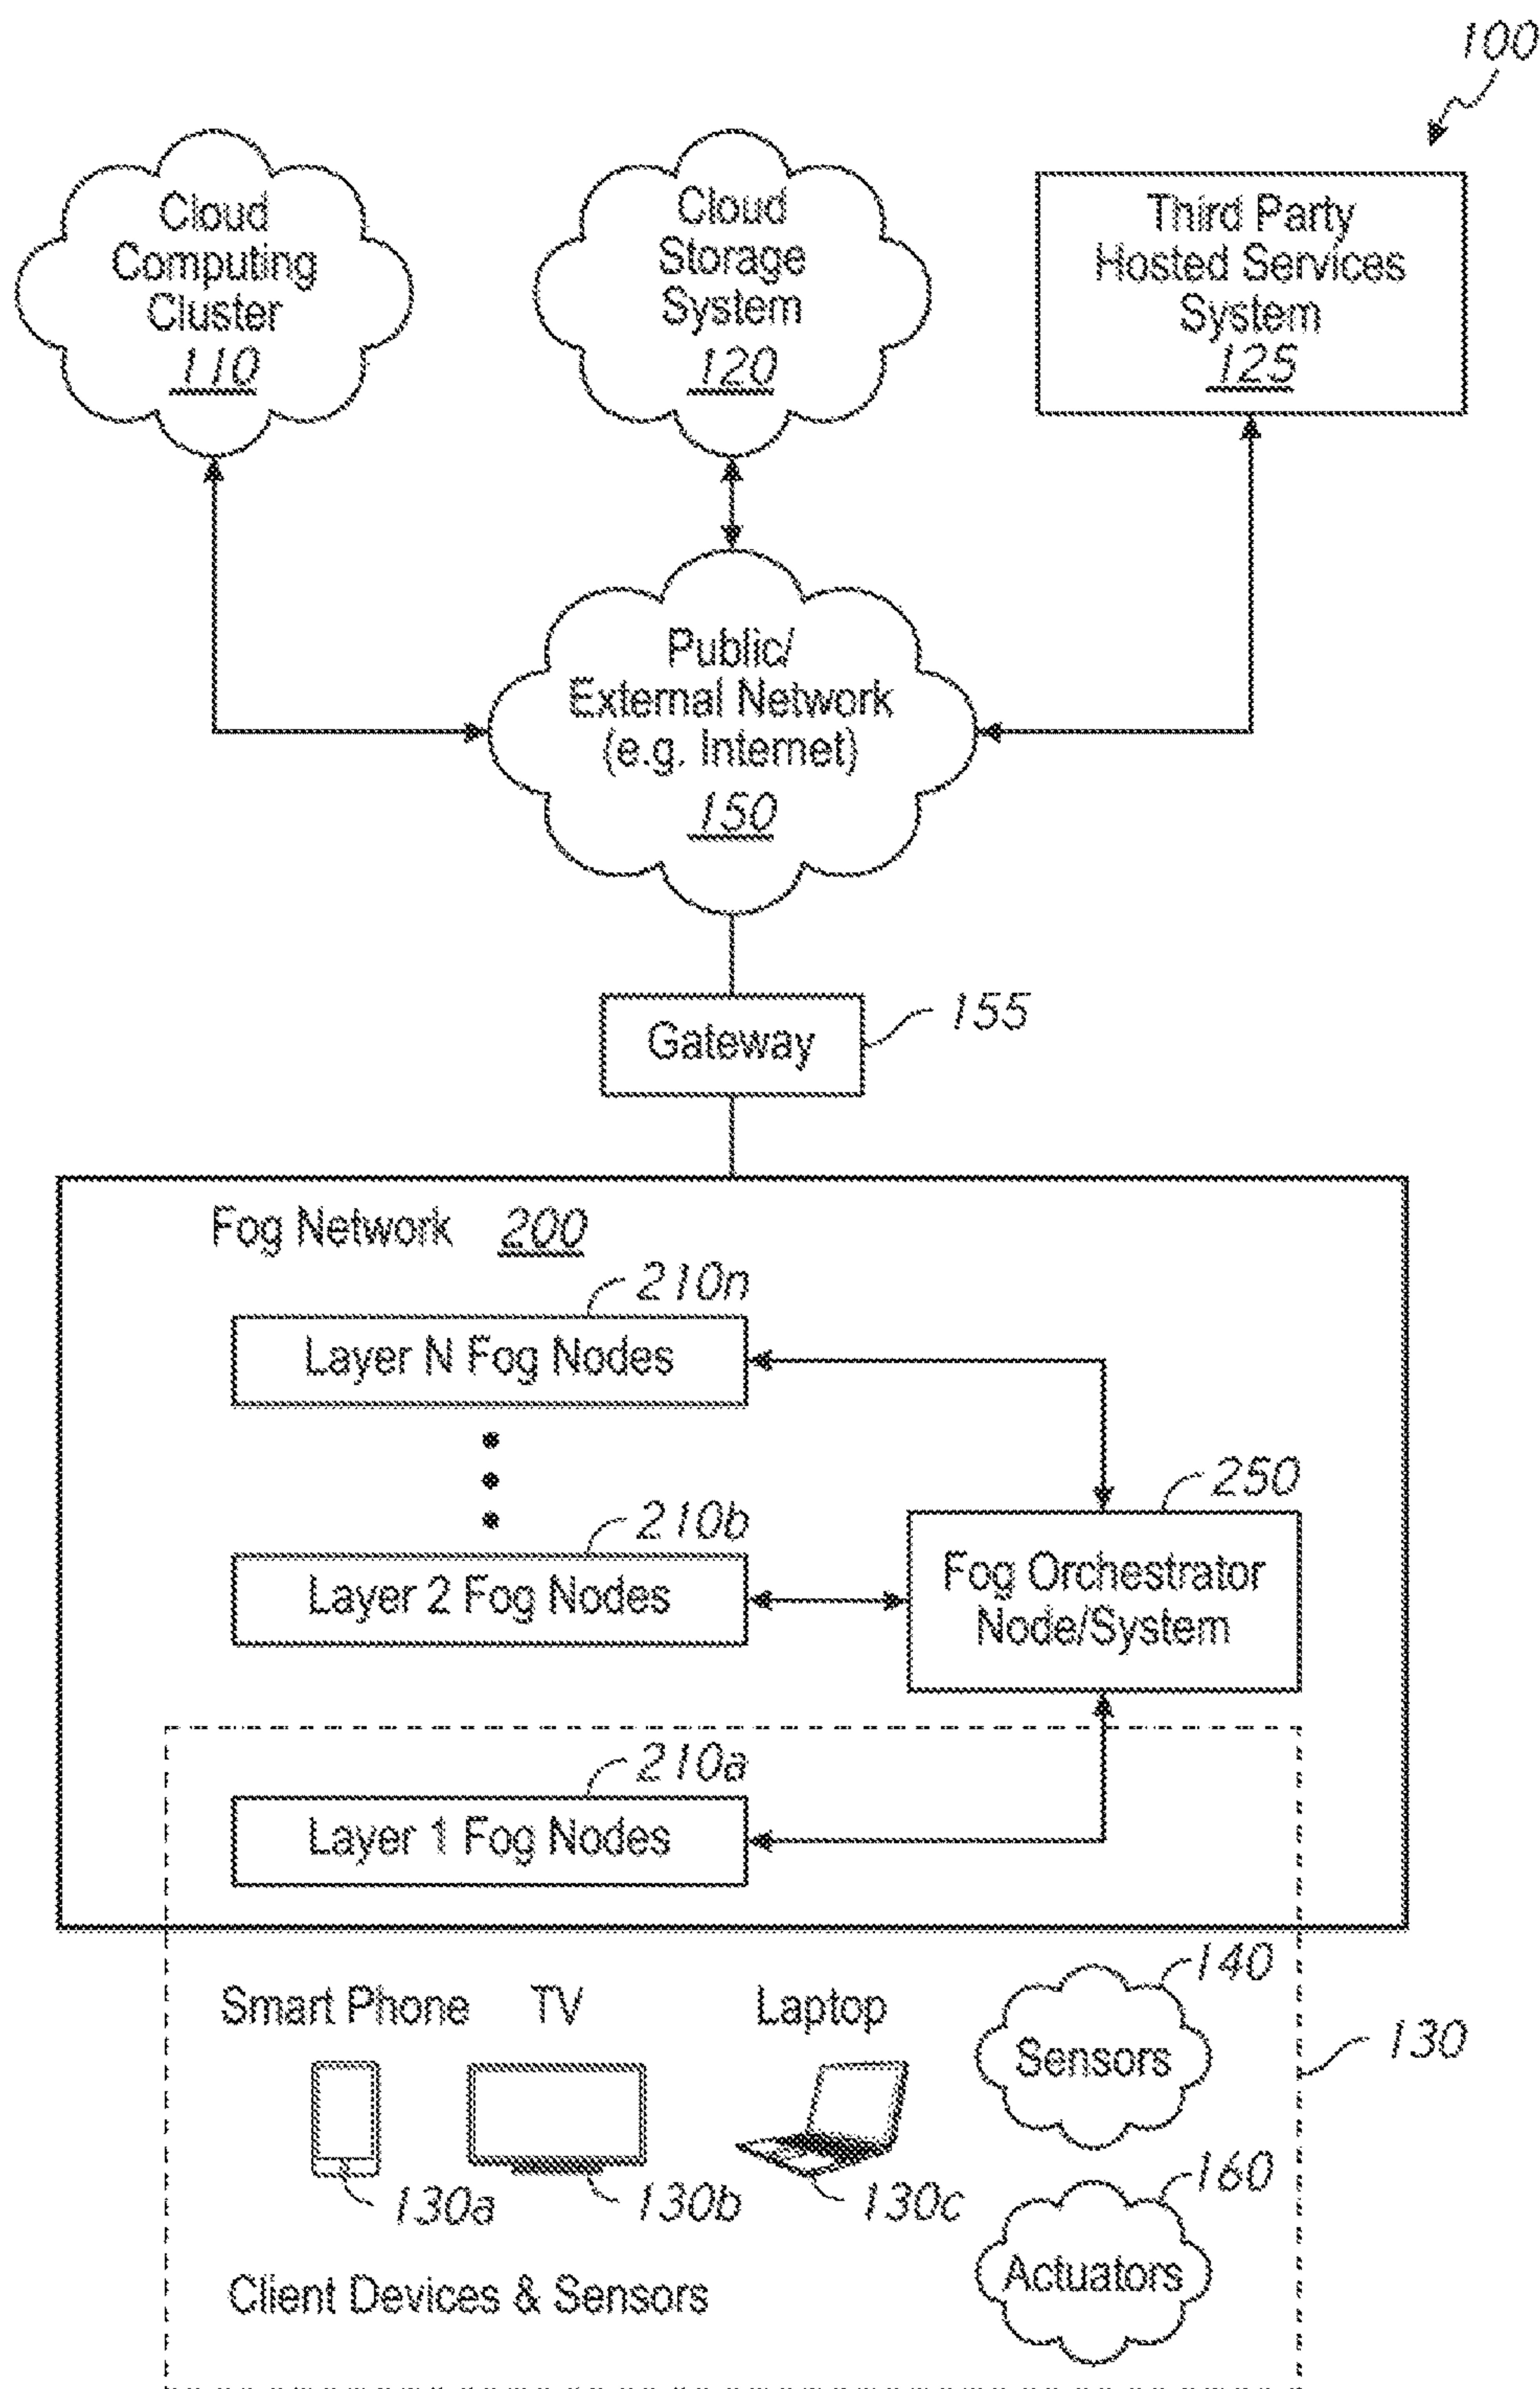 100
Cloud
Computing
Cluster
110
Cloud
Storage
System
120
Third Party
Hosted Services
System
125
Public/
External Network
(e.g. Internet)
150
Gateway
155
Fog Network 200
210n
Layer N Fog Nodes
250
210b
Layer 2 Fog Nodes
Fog Orchestrator
Node/System
210a
Layer 1 Fog Nodes
140
Smart Phone
TV
Laptop
Sensors
130
130a
130b
130c
160
Actuators
Client Devices & Sensors